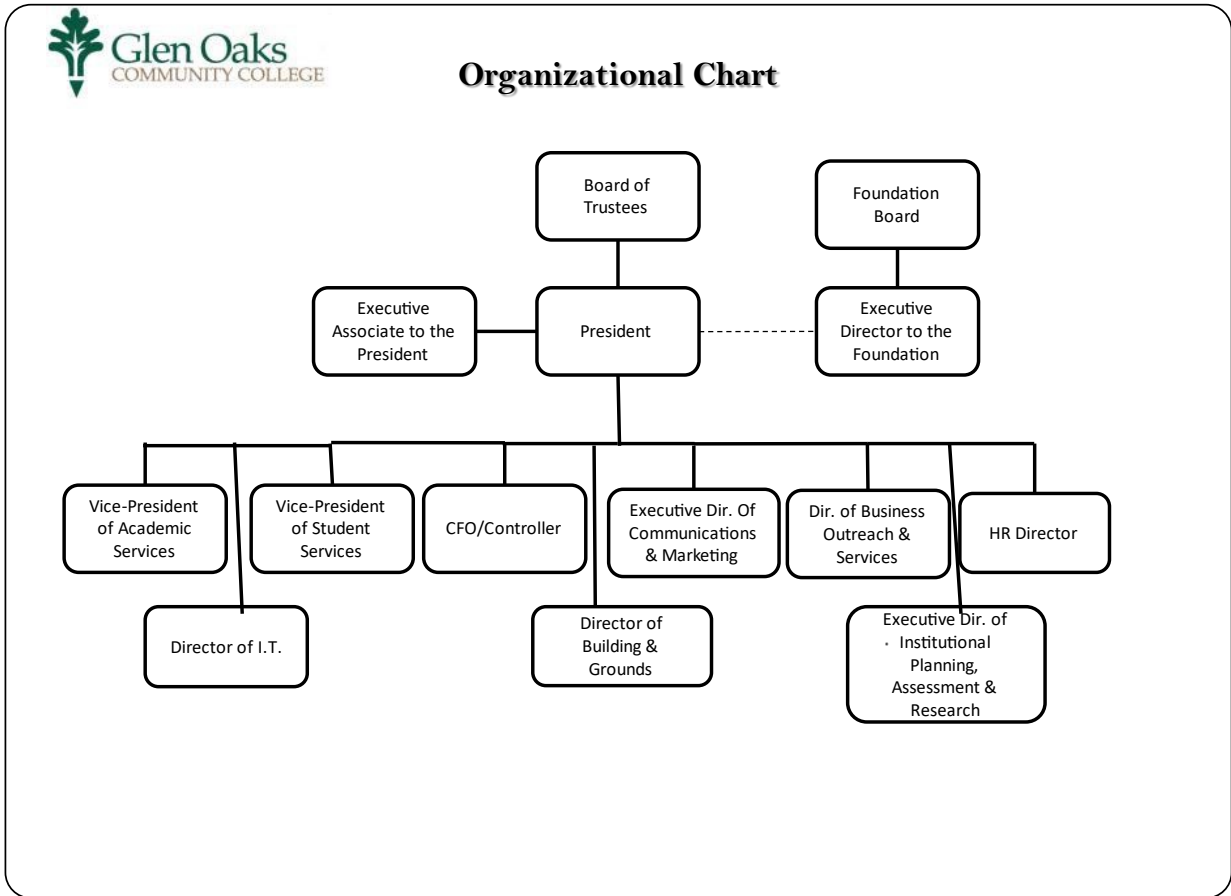 Glen Oaks
COMMUNITY COLLEGE
Organizational Chart
Board of
Trustees
Foundation
Board
Executive
Associate to the
President
President
Executive
Director to the
Foundation
Vice-President
of Academic
Services
Vice-President
of Student
Services
CFO/Controller
Executive Dir. Of
Communications
& Marketing
Dir. of Business
Outreach &
Services
HR Director
Director of I.T.
Director of
Building &
Grounds
Executive Dir. of
· Institutional
Planning,
Assessment &
Research